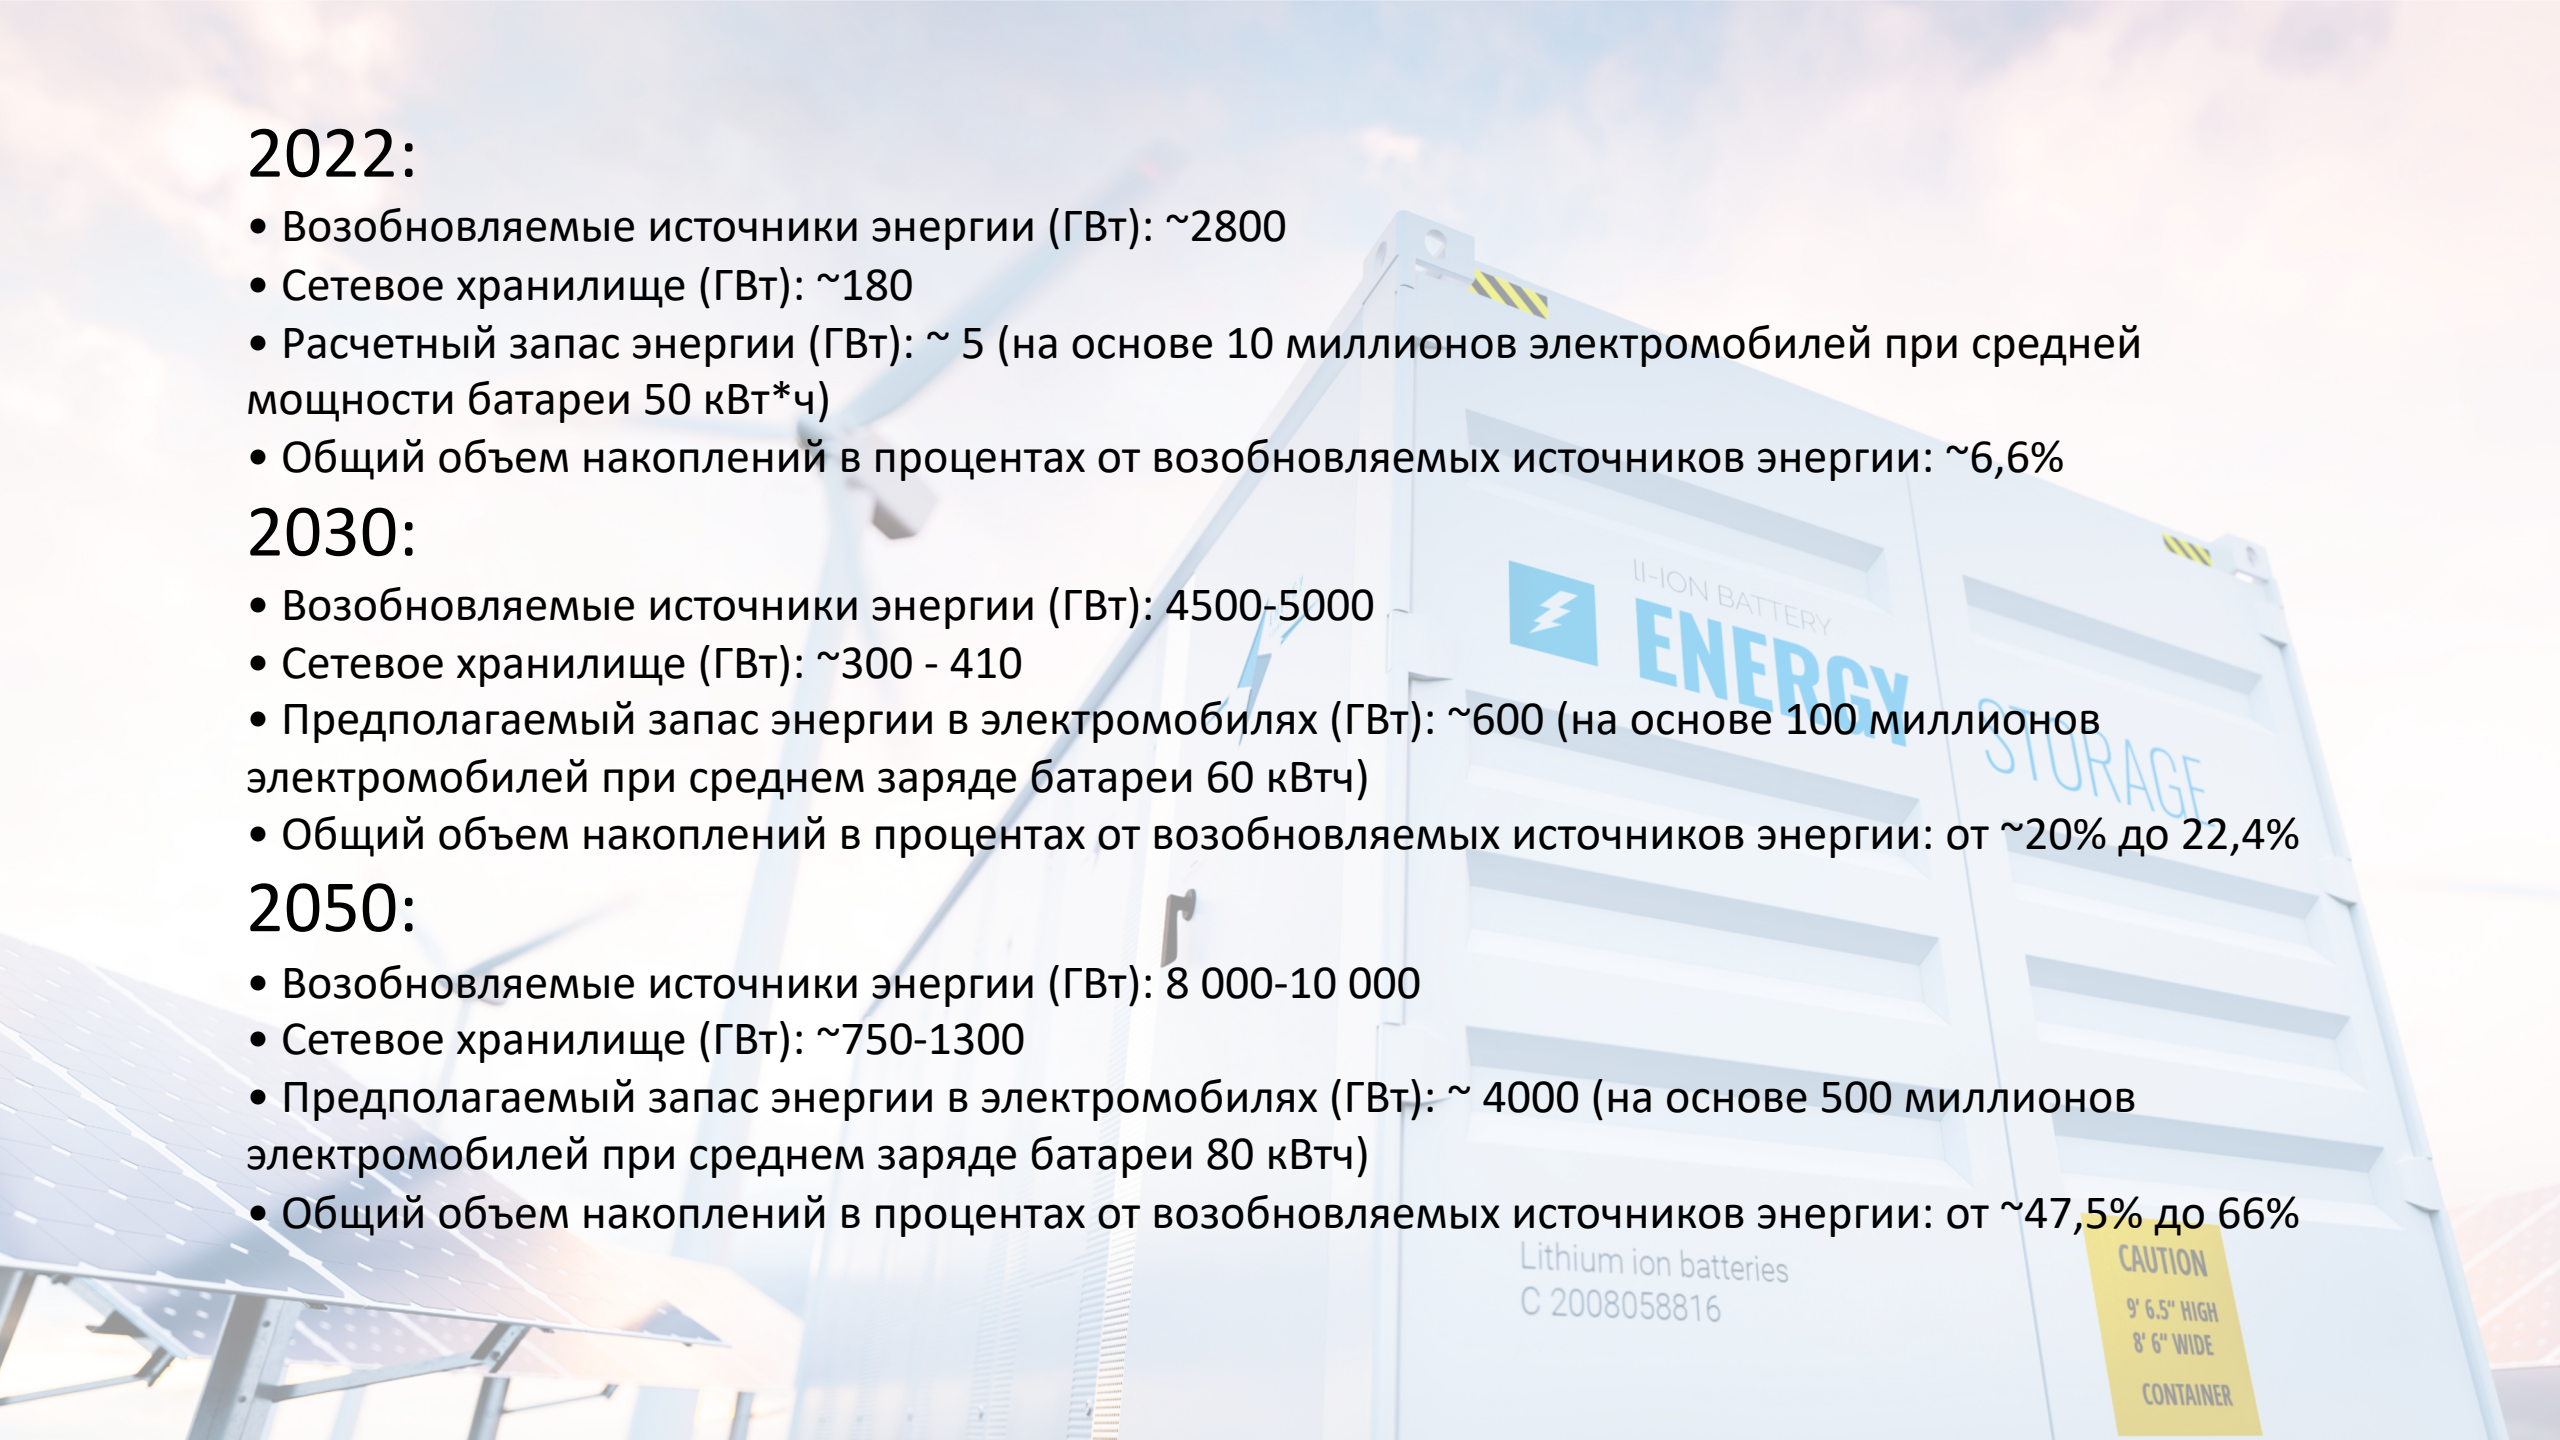 2022:
• Возобновляемые источники энергии (ГВт): ~2800
• Сетевое хранилище (ГВт): ~180
• Расчетный запас энергии (ГВт): ~ 5 (на основе 10 миллионов электромобилей при средней
мощности батареи 50 кВт*ч)
• Общий объем накоплений в процентах от возобновляемых источников энергии: ~6,6%
2030:
• Возобновляемые источники энергии (ГВт): 4500-5000
• Сетевое хранилище (ГВт): ~300 - 410
• Предполагаемый запас энергии в электромобилях (ГВт): ~600 (на основе 100 миллионов
электромобилей при среднем заряде батареи 60 кВтч)
• Общий объем накоплений в процентах от возобновляемых источников энергии: от ~20% до 22,4%
2050:
• Возобновляемые источники энергии (ГВт): 8 000-10 000
• Сетевое хранилище (ГВт): ~750-1300
• Предполагаемый запас энергии в электромобилях (ГВт): ~ 4000 (на основе 500 миллионов
электромобилей при среднем заряде батареи 80 кВтч)
• Общий объем накоплений в процентах от возобновляемых источников энергии: от ~47,5% до 66%
LI-ION BATTERY
ENERGY
STORAGE
Lithium ion batteries
C 2008058816
CAUTION
9' 6.5" HIGH
8' 6" WIDE
CONTAINER